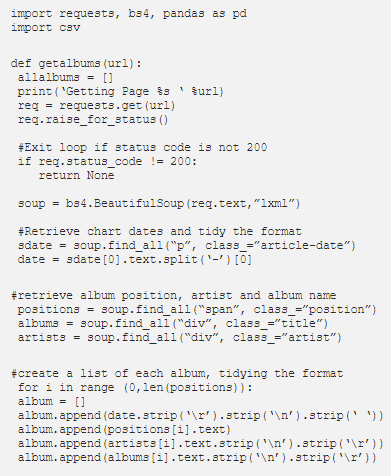 import requests, bs4, pandas as pd
import csv
def getalbums(url):
allalbums = []
print(‘Getting Page %s ‘ %url)
req = requests.get(url)
req.raise_for_status()
#Exit loop if status code is not 200
if req.status_code != 200:
return None
soup = bs4.BeautifulSoup(req.text,”lxml”)
#Retrieve chart dates and tidy the format
sdate = soup.find_all(“p”, class_=”article-date”)
date = sdate[0].text.split(‘-’)[0]
#retrieve album position, artist and album name
positions = soup.find_all(“span”, class_=”position”)
albums = soup.find_all(“div”, class_=”title”)
artists = soup.find_all(“div”, class_=”artist”)
#create a list of each album, tidying the format
for i in range (0,len(positions)):
album = []
album.append(date.strip(‘\r’).strip(‘\n’).strip(‘ ‘))
album.append(positions[i].text)
album.append(artists[i].text.strip(‘\n’).strip(‘\r’))
album.append(albums[i].text.strip(‘\n’).strip(‘\r’))